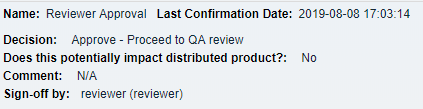 Name: Reviewer Approval Last Confirmation Date: 2019-08-08 17:03:14
Decision: Approve - Proceed to QA review
Does this potentially impact distributed product?: No
Comment: N/A
Sign-off by: reviewer (reviewer)